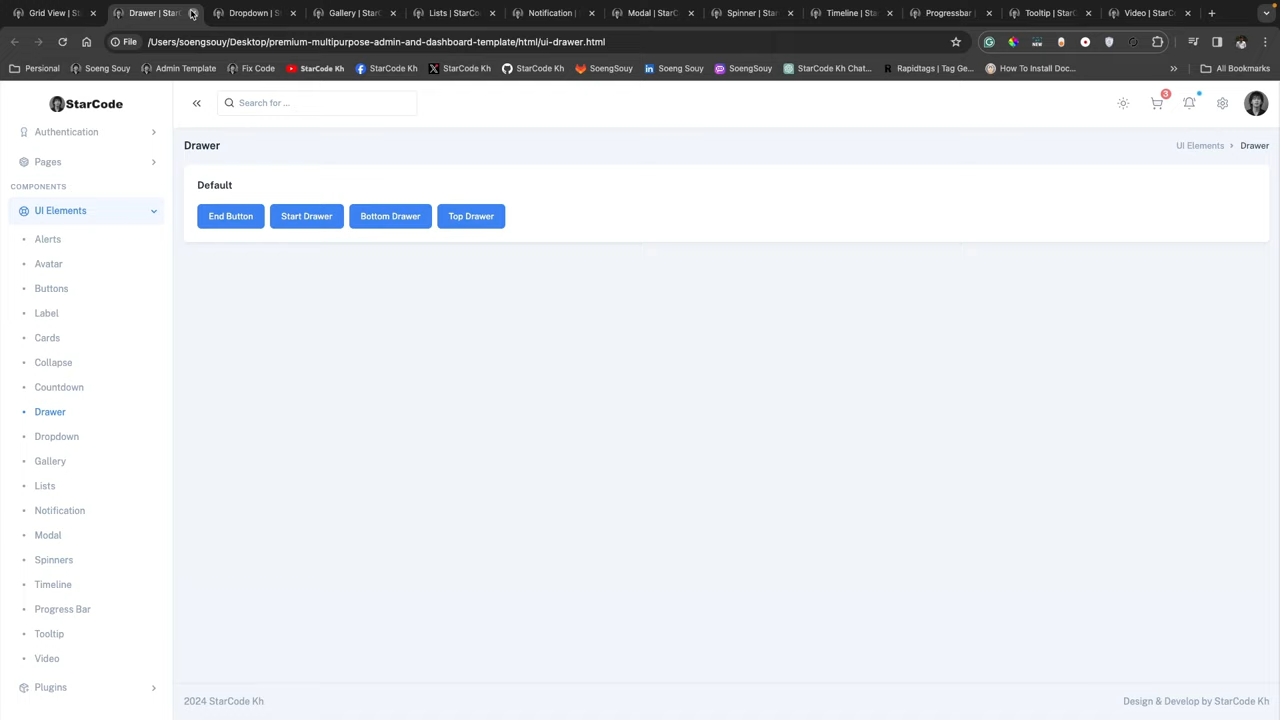 Grid View | S
Drawer | StarC
Dropdown | S
Gallery | Star
Lists | StarCo
Notification |
Modal | StarC
Spinner | Star
Timeline | Sta
Progressbar |
Tooltip | Star
Video | StarC
File
/Users/soengsouy/Desktop/premium-multipurpose-admin-and-dashboard-template/html/ui-drawer.html
Persional
Soeng Souy
Admin Template
Fix Code
StarCode Kh
StarCode Kh
StarCode Kh
StarCode Kh
SoengSouy
Soeng Souy
SoengSouy
StarCode Kh Chat...
Rapidtags | Tag Ge...
How To Install Doc...
All Bookmarks
StarCode
Search for ...
3
Authentication
Pages
COMPONENTS
UI Elements
Alerts
Avatar
Buttons
Label
Cards
Collapse
Countdown
Drawer
Dropdown
Gallery
Lists
Notification
Modal
Spinners
Timeline
Progress Bar
Tooltip
Video
Plugins
Drawer
UI Elements
Drawer
Default
End Button
Start Drawer
Bottom Drawer
Top Drawer
2024 StarCode Kh
Design & Develop by StarCode Kh